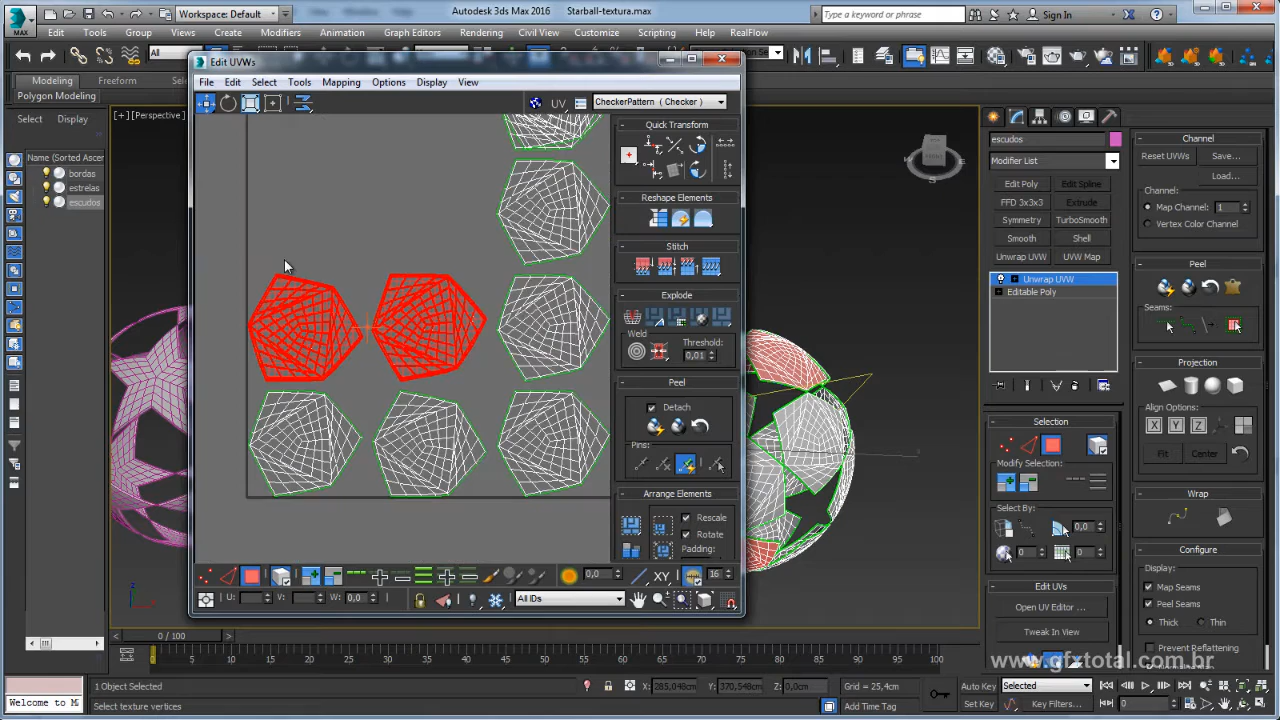 MAX
Workspace: Default
Autodesk 3ds Max 2016
Starball-textura.max
Type a keyword or phrase
Sign In
Edit
Tools
Group
Views
Create
Modifiers
Animation
Graph Editors
Rendering
Civil View
Customize
Scripting
Help
RealFlow
All
Modeling
Freeform
Polygon Modeling
Select
Display
Name (Sorted Ascen
bordas
estrelas
escudos
[+][Perspective]
Edit UVWs
File
Edit
Select
Tools
Mapping
Options
Display
View
UV
CheckerPattern ( Checker )
Quick Transform
Reshape Elements
Stitch
Explode
Weld
Threshold:
0,01
Peel
Detach
Pins:
Arrange Elements
Rescale
Rotate
Padding:
0,0
XY
16
U:
V:
W: 0,0
All IDs
escudos
Modifier List
Edit Poly
Edit Spline
FFD 3x3x3
Extrude
Symmetry
TurboSmooth
Smooth
Shell
Unwrap UVW
UVW Map
Unwrap UVW
Editable Poly
Selection
Modify Selection:
Select By:
0,0
0
0
Edit UVs
Open UV Editor ...
Tweak In View
Channel
Reset UVWs
Save...
Load...
Channel:
Map Channel: 1
Vertex Color Channel
Peel
Seams:
Projection
Align Options:
X
Y
Z
Fit
Center
Wrap
Configure
Display:
Map Seams
Peel Seams
Thick
Thin
Prevent Reflattening
www.gfxtotal.com.br
0 / 100
0
5
10
15
20
25
30
35
40
45
50
55
60
65
70
75
80
85
90
95
100
1 Object Selected
X: 285,048cm
Y: 370,548cm
Z: 0,0cm
Grid = 25,4cm
Auto Key
Selected
Welcome to M
Select texture vertices
Add Time Tag
Set Key
Key Filters...
0